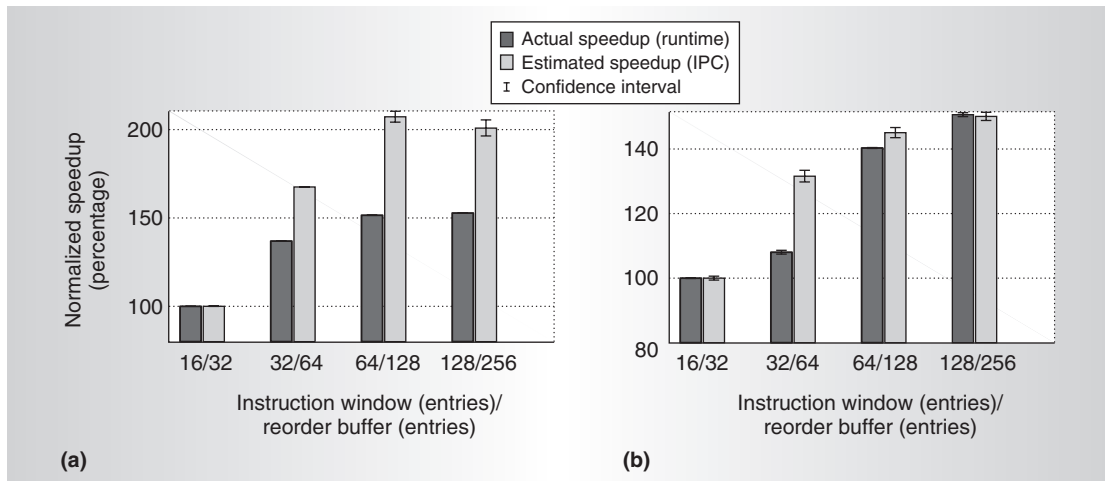 Actual speedup (runtime)
Estimated speedup (IPC)
Confidence interval
Normalized speedup
(percentage)
200
150
100
16/32 32/64 64/128 128/256
Instruction window (entries)/
reorder buffer (entries)
(a)
140
120
100
80
16/32 32/64 64/128 128/256
Instruction window (entries)/
reorder buffer (entries)
(b)